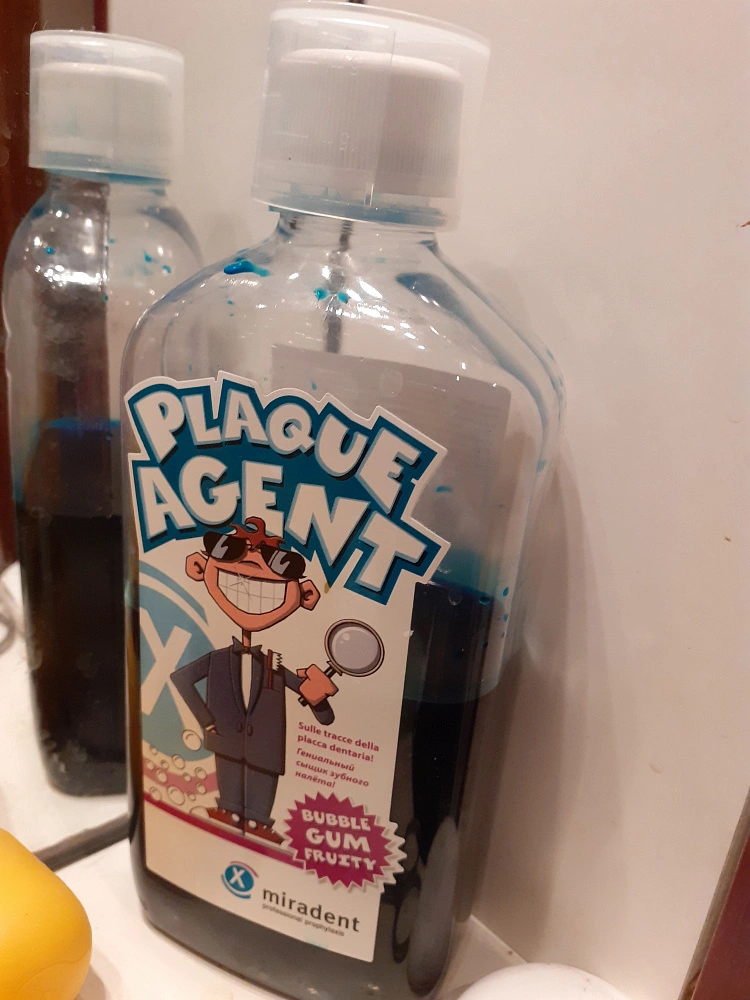 PLAQUE
AGENT
X
Sulle tracce della
placca dentaria!
Гениальный
сыщик зубного
налёта!
BUBBLE
GUM
FRUITY
X
miradent
professional prophylaxis